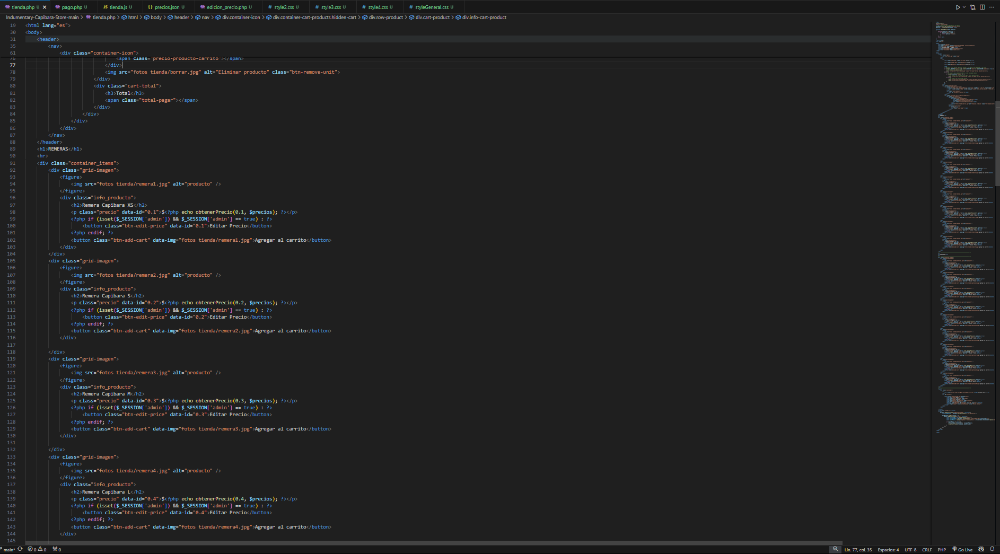 tienda.php U
pago.php U
JS tienda.js U
{} precios.json U
edicion_precio.php U
# style2.css U
# style3.css U
# style4.css U
# styleGeneral.css U
Indumentary-Capibara-Store-main > tienda.php > html > body > header > nav > div.container-icon > div.container-cart-products.hidden-cart > div.row-product > div.cart-product > div.info-cart-product
19 <html lang="es">
30 <body>
31 <header>
35 <nav>
61 <div class="container-icon">
76 <span class="precio-producto-carrito"></span>
77 </div>
78 <img src="fotos tienda/borrar.jpg" alt="Eliminar producto" class="btn-remove-unit">
79 </div>
80 <div class="cart-total">
81 <h3>Total</h3>
82 <span class="total-pagar"></span>
83 </div>
84 </div>
85 </div>
86 </div>
87 </nav>
88 </header>
89 <h1>REMERAS</h1>
90 <hr>
91 <div class="container_items">
92 <div class="grid-imagen">
93 <figure>
94 <img src="fotos tienda/remera1.jpg" alt="producto" />
95 </figure>
96 <div class="info_producto">
97 <h2>Remera Capibara XS</h2>
98 <p class="precio" data-id="0.1">$<?php echo obtenerPrecio(0.1, $precios); ?></p>
99 <?php if (isset($_SESSION['admin']) && $_SESSION['admin'] == true) : ?>
100 <button class="btn-edit-price" data-id="0.1">Editar Precio</button>
101 <?php endif; ?>
102 <button class="btn-add-cart" data-img="fotos tienda/remera1.jpg">Agregar al carrito</button>
103 </div>
104 </div>
105 <div class="grid-imagen">
106 <figure>
107 <img src="fotos tienda/remera2.jpg" alt="producto" />
108 </figure>
109 <div class="info_producto">
110 <h2>Remera Capibara S</h2>
111 <p class="precio" data-id="0.2">$<?php echo obtenerPrecio(0.2, $precios); ?></p>
112 <?php if (isset($_SESSION['admin']) && $_SESSION['admin'] == true) : ?>
113 <button class="btn-edit-price" data-id="0.2">Editar Precio</button>
114 <?php endif; ?>
115 <button class="btn-add-cart" data-img="fotos tienda/remera2.jpg">Agregar al carrito</button>
116 </div>
117
118 </div>
119 <div class="grid-imagen">
120 <figure>
121 <img src="fotos tienda/remera3.jpg" alt="producto" />
122 </figure>
123 <div class="info_producto">
124 <h2>Remera Capibara M</h2>
125 <p class="precio" data-id="0.3">$<?php echo obtenerPrecio(0.3, $precios); ?></p>
126 <?php if (isset($_SESSION['admin']) && $_SESSION['admin'] == true) : ?>
127 <button class="btn-edit-price" data-id="0.3">Editar Precio</button>
128 <?php endif; ?>
129 <button class="btn-add-cart" data-img="fotos tienda/remera3.jpg">Agregar al carrito</button>
130 </div>
131
132 </div>
133 <div class="grid-imagen">
134 <figure>
135 <img src="fotos tienda/remera4.jpg" alt="producto" />
136 </figure>
137 <div class="info_producto">
138 <h2>Remera Capibara L</h2>
139 <p class="precio" data-id="0.4">$<?php echo obtenerPrecio(0.4, $precios); ?></p>
140 <?php if (isset($_SESSION['admin']) && $_SESSION['admin'] == true) : ?>
141 <button class="btn-edit-price" data-id="0.4">Editar Precio</button>
142 <?php endif; ?>
143 <button class="btn-add-cart" data-img="fotos tienda/remera4.jpg">Agregar al carrito</button>
144 </div>
145
main* 0 0 0 Lín. 77, col. 35 Espacios: 4 UTF-8 CRLF PHP Go Live